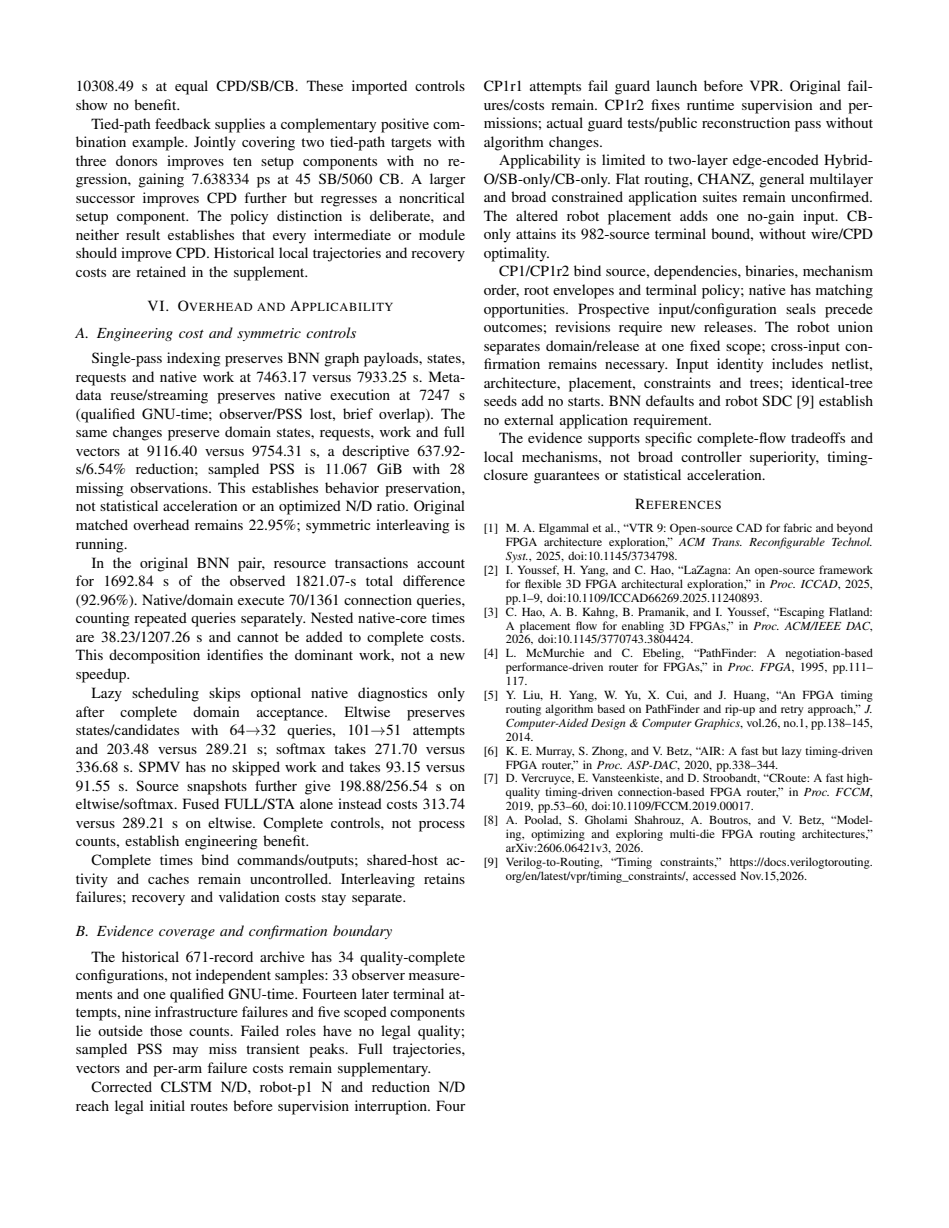 10308.49 s at equal CPD/SB/CB. These imported controls
show no benefit.
Tied-path feedback supplies a complementary positive com-
bination example. Jointly covering two tied-path targets with
three donors improves ten setup components with no re-
gression, gaining 7.638334 ps at 45 SB/5060 CB. A larger
successor improves CPD further but regresses a noncritical
setup component. The policy distinction is deliberate, and
neither result establishes that every intermediate or module
should improve CPD. Historical local trajectories and recovery
costs are retained in the supplement.
VI. OVERHEAD AND APPLICABILITY
A. Engineering cost and symmetric controls
Single-pass indexing preserves BNN graph payloads, states,
requests and native work at 7463.17 versus 7933.25 s. Meta-
data reuse/streaming preserves native execution at 7247 s
(qualified GNU-time; observer/PSS lost, brief overlap). The
same changes preserve domain states, requests, work and full
vectors at 9116.40 versus 9754.31 s, a descriptive 637.92-
s/6.54% reduction; sampled PSS is 11.067 GiB with 28
missing observations. This establishes behavior preservation,
not statistical acceleration or an optimized N/D ratio. Original
matched overhead remains 22.95%; symmetric interleaving is
running.
In the original BNN pair, resource transactions account
for 1692.84 s of the observed 1821.07-s total difference
(92.96%). Native/domain execute 70/1361 connection queries,
counting repeated queries separately. Nested native-core times
are 38.23/1207.26 s and cannot be added to complete costs.
This decomposition identifies the dominant work, not a new
speedup.
Lazy scheduling skips optional native diagnostics only
after complete domain acceptance. Eltwise preserves
states/candidates with 64→32 queries, 101→51 attempts
and 203.48 versus 289.21 s; softmax takes 271.70 versus
336.68 s. SPMV has no skipped work and takes 93.15 versus
91.55 s. Source snapshots further give 198.88/256.54 s on
eltwise/softmax. Fused FULL/STA alone instead costs 313.74
versus 289.21 s on eltwise. Complete controls, not process
counts, establish engineering benefit.
Complete times bind commands/outputs; shared-host ac-
tivity and caches remain uncontrolled. Interleaving retains
failures; recovery and validation costs stay separate.
B. Evidence coverage and confirmation boundary
The historical 671-record archive has 34 quality-complete
configurations, not independent samples: 33 observer measure-
ments and one qualified GNU-time. Fourteen later terminal at-
tempts, nine infrastructure failures and five scoped components
lie outside those counts. Failed roles have no legal quality;
sampled PSS may miss transient peaks. Full trajectories,
vectors and per-arm failure costs remain supplementary.
Corrected CLSTM N/D, robot-p1 N and reduction N/D
reach legal initial routes before supervision interruption. Four
CP1r1 attempts fail guard launch before VPR. Original fail-
ures/costs remain. CP1r2 fixes runtime supervision and per-
missions; actual guard tests/public reconstruction pass without
algorithm changes.
Applicability is limited to two-layer edge-encoded Hybrid-
O/SB-only/CB-only. Flat routing, CHANZ, general multilayer
and broad constrained application suites remain unconfirmed.
The altered robot placement adds one no-gain input. CB-
only attains its 982-source terminal bound, without wire/CPD
optimality.
CP1/CP1r2 bind source, dependencies, binaries, mechanism
order, root envelopes and terminal policy; native has matching
opportunities. Prospective input/configuration seals precede
outcomes; revisions require new releases. The robot union
separates domain/release at one fixed scope; cross-input con-
firmation remains necessary. Input identity includes netlist,
architecture, placement, constraints and trees; identical-tree
seeds add no starts. BNN defaults and robot SDC [9] establish
no external application requirement.
The evidence supports specific complete-flow tradeoffs and
local mechanisms, not broad controller superiority, timing-
closure guarantees or statistical acceleration.
REFERENCES
[1] M. A. Elgammal et al., “VTR 9: Open-source CAD for fabric and beyond
FPGA architecture exploration,” ACM Trans. Reconfigurable Technol.
Syst., 2025, doi:10.1145/3734798.
[2] I. Youssef, H. Yang, and C. Hao, “LaZagna: An open-source framework
for flexible 3D FPGA architectural exploration,” in Proc. ICCAD, 2025,
pp.1–9, doi:10.1109/ICCAD66269.2025.11240893.
[3] C. Hao, A. B. Kahng, B. Pramanik, and I. Youssef, “Escaping Flatland:
A placement flow for enabling 3D FPGAs,” in Proc. ACM/IEEE DAC,
2026, doi:10.1145/3770743.3804424.
[4] L. McMurchie and C. Ebeling, “PathFinder: A negotiation-based
performance-driven router for FPGAs,” in Proc. FPGA, 1995, pp.111–
117.
[5] Y. Liu, H. Yang, W. Yu, X. Cui, and J. Huang, “An FPGA timing
routing algorithm based on PathFinder and rip-up and retry approach,” J.
Computer-Aided Design & Computer Graphics, vol.26, no.1, pp.138–145,
2014.
[6] K. E. Murray, S. Zhong, and V. Betz, “AIR: A fast but lazy timing-driven
FPGA router,” in Proc. ASP-DAC, 2020, pp.338–344.
[7] D. Vercruyce, E. Vansteenkiste, and D. Stroobandt, “CRoute: A fast high-
quality timing-driven connection-based FPGA router,” in Proc. FCCM,
2019, pp.53–60, doi:10.1109/FCCM.2019.00017.
[8] A. Poolad, S. Gholami Shahrouz, A. Boutros, and V. Betz, “Model-
ing, optimizing and exploring multi-die FPGA routing architectures,”
arXiv:2606.06421v3, 2026.
[9] Verilog-to-Routing, “Timing constraints,” https://docs.verilogtorouting.
org/en/latest/vpr/timing_constraints/, accessed Nov.15,2026.